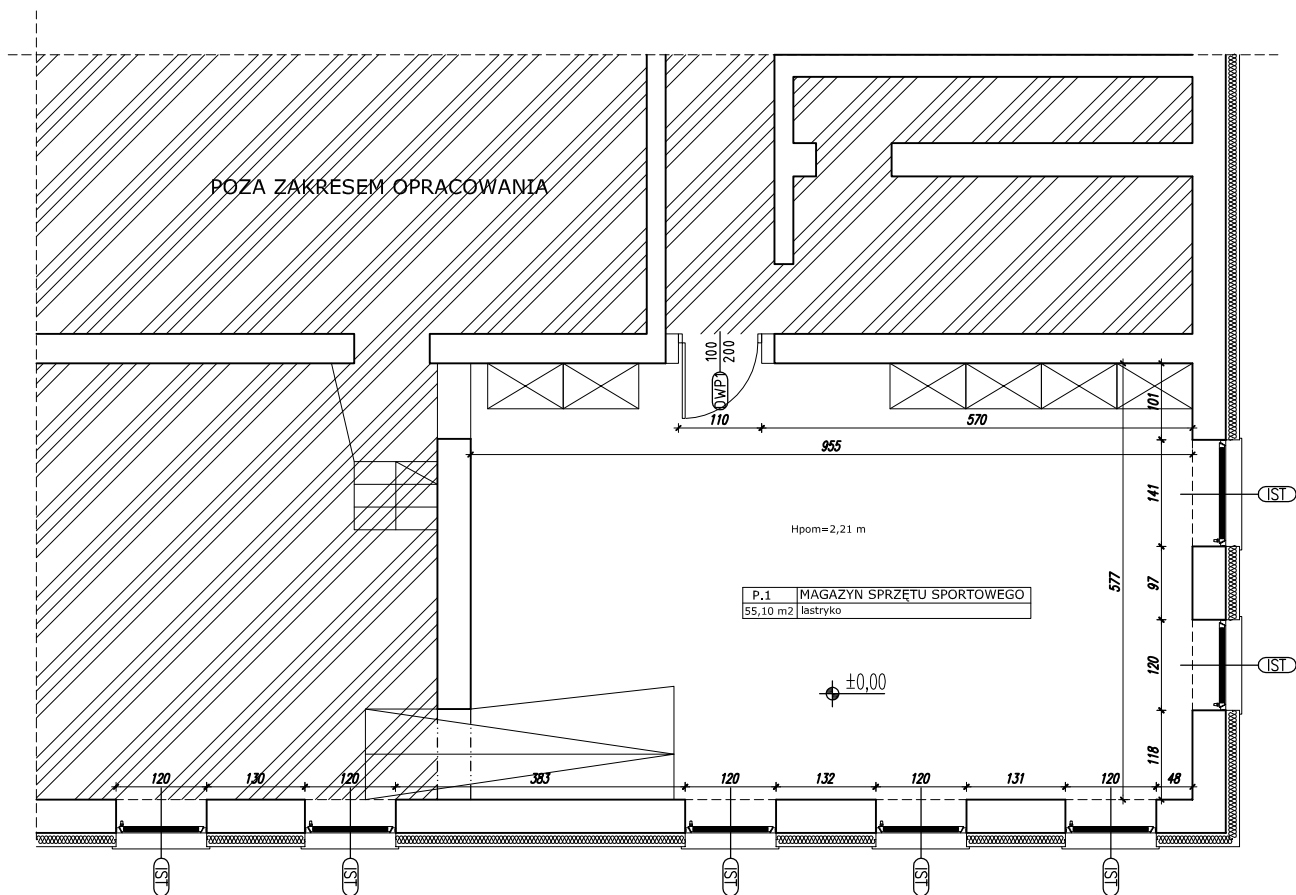 POZA ZAKRESEM OPRACOWANIA
100
200
DWP1
110
570
101
955
141
IST
Hpom=2,21 m
577
97
P.1 MAGAZYN SPRZĘTU SPORTOWEGO
55,10 m2 lastryko
120
IST
±0,00
118
120
130
120
383
120
132
120
131
120
48
IST
IST
IST
IST
IST